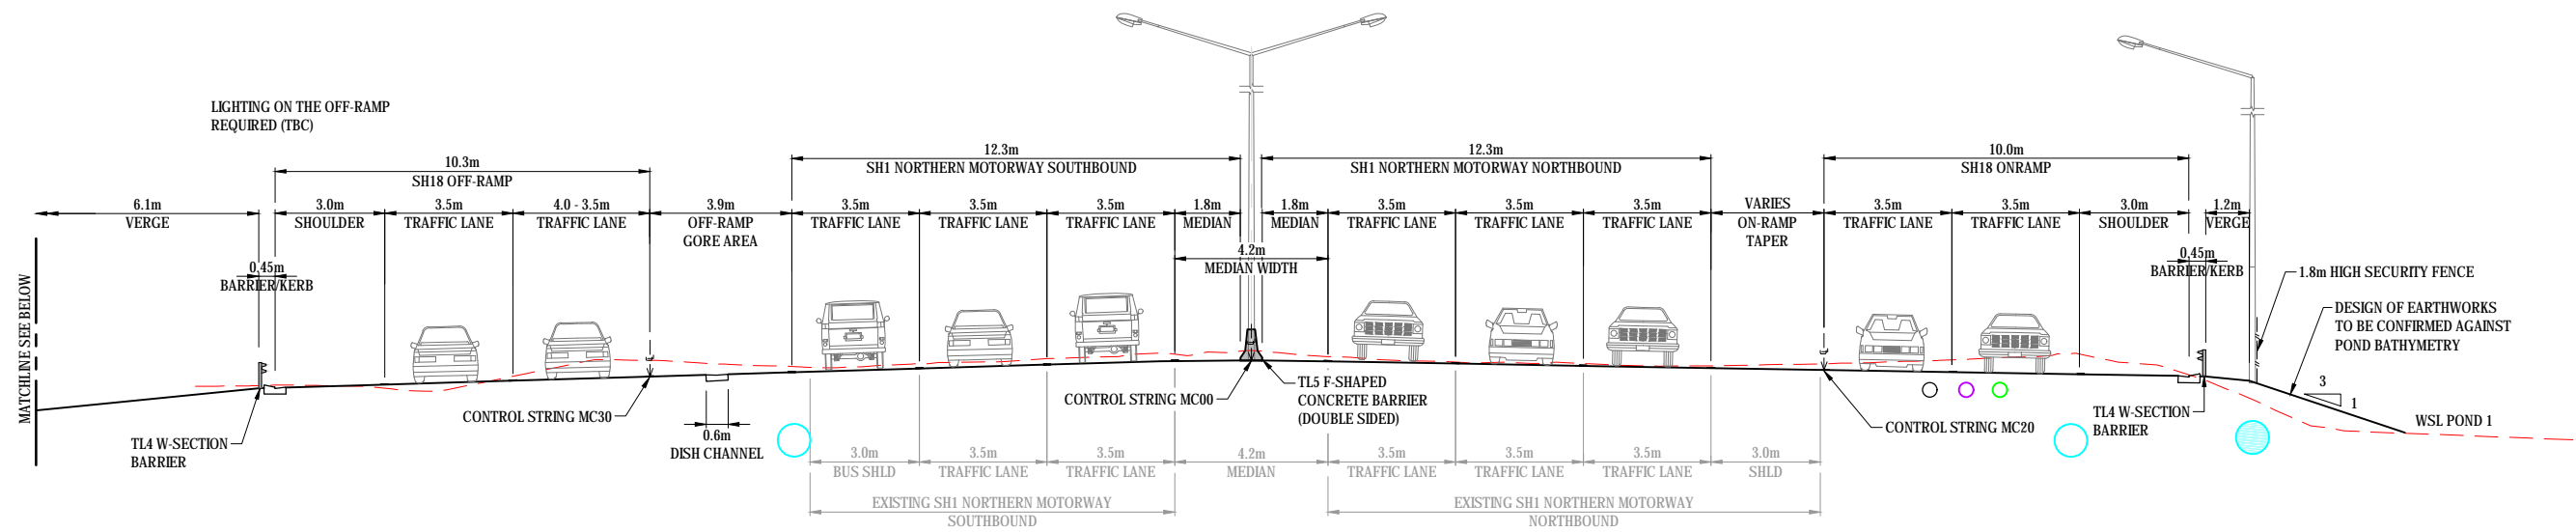 LIGHTING ON THE OFF-RAMP
REQUIRED (TBC)
10.3m
SH18 OFF-RAMP
12.3m
SH1 NORTHERN MOTORWAY SOUTHBOUND
12.3m
SH1 NORTHERN MOTORWAY NORTHBOUND
10.0m
SH18 ONRAMP
6.1m
VERGE
3.0m
SHOULDER
3.5m
TRAFFIC LANE
4.0 - 3.5m
TRAFFIC LANE
3.9m
OFF-RAMP
GORE AREA
3.5m
TRAFFIC LANE
3.5m
TRAFFIC LANE
3.5m
TRAFFIC LANE
1.8m
MEDIAN
1.8m
MEDIAN
3.5m
TRAFFIC LANE
3.5m
TRAFFIC LANE
3.5m
TRAFFIC LANE
VARIES
ON-RAMP
TAPER
3.5m
TRAFFIC LANE
3.5m
TRAFFIC LANE
3.0m
SHOULDER
1.2m
VERGE
0.45m
BARRIER/KERB
4.2m
MEDIAN WIDTH
0.45m
BARRIER/KERB
MATCHLINE SEE BELOW
1.8m HIGH SECURITY FENCE
DESIGN OF EARTHWORKS
TO BE CONFIRMED AGAINST
POND BATHYMETRY
TL4 W-SECTION
BARRIER
CONTROL STRING MC30
0.6m
DISH CHANNEL
CONTROL STRING MC00
TL5 F-SHAPED
CONCRETE BARRIER
(DOUBLE SIDED)
CONTROL STRING MC20
TL4 W-SECTION
BARRIER
3
1
WSL POND 1
3.0m
BUS SHLD
3.5m
TRAFFIC LANE
3.5m
TRAFFIC LANE
4.2m
MEDIAN
3.5m
TRAFFIC LANE
3.5m
TRAFFIC LANE
3.5m
TRAFFIC LANE
3.0m
SHLD
EXISTING SH1 NORTHERN MOTORWAY
SOUTHBOUND
EXISTING SH1 NORTHERN MOTORWAY
NORTHBOUND